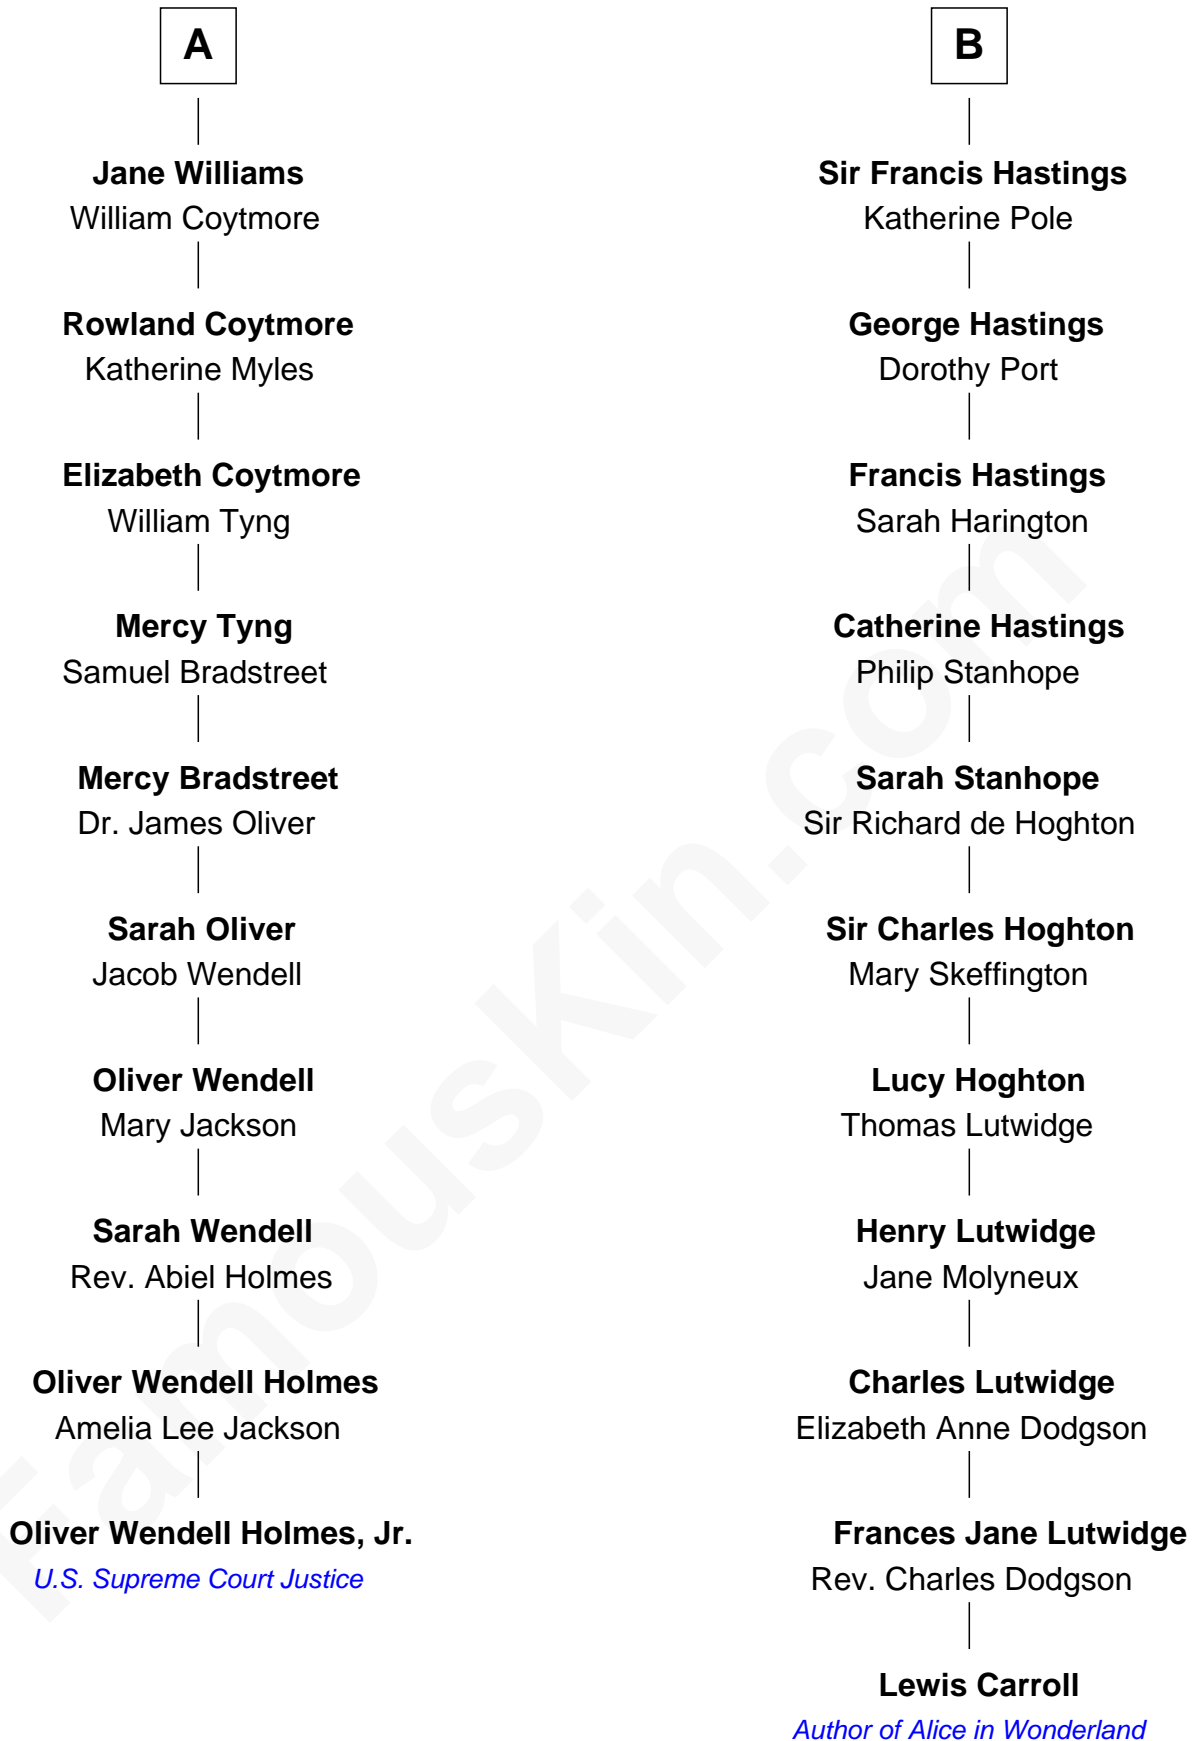 A
Jane Williams
William Coytmore
Rowland Coytmore
Katherine Myles
Elizabeth Coytmore
William Tyng
Mercy Tyng
Samuel Bradstreet
Mercy Bradstreet
Dr. James Oliver
Sarah Oliver
Jacob Wendell
Oliver Wendell
Mary Jackson
Sarah Wendell
Rev. Abiel Holmes
Oliver Wendell Holmes
Amelia Lee Jackson
Oliver Wendell Holmes, Jr.
U.S. Supreme Court Justice
B
Sir Francis Hastings
Katherine Pole
George Hastings
Dorothy Port
Francis Hastings
Sarah Harington
Catherine Hastings
Philip Stanhope
Sarah Stanhope
Sir Richard de Hoghton
Sir Charles Hoghton
Mary Skeffington
Lucy Hoghton
Thomas Lutwidge
Henry Lutwidge
Jane Molyneux
Charles Lutwidge
Elizabeth Anne Dodgson
Frances Jane Lutwidge
Rev. Charles Dodgson
Lewis Carroll
Author of Alice in Wonderland
FamousKin.com